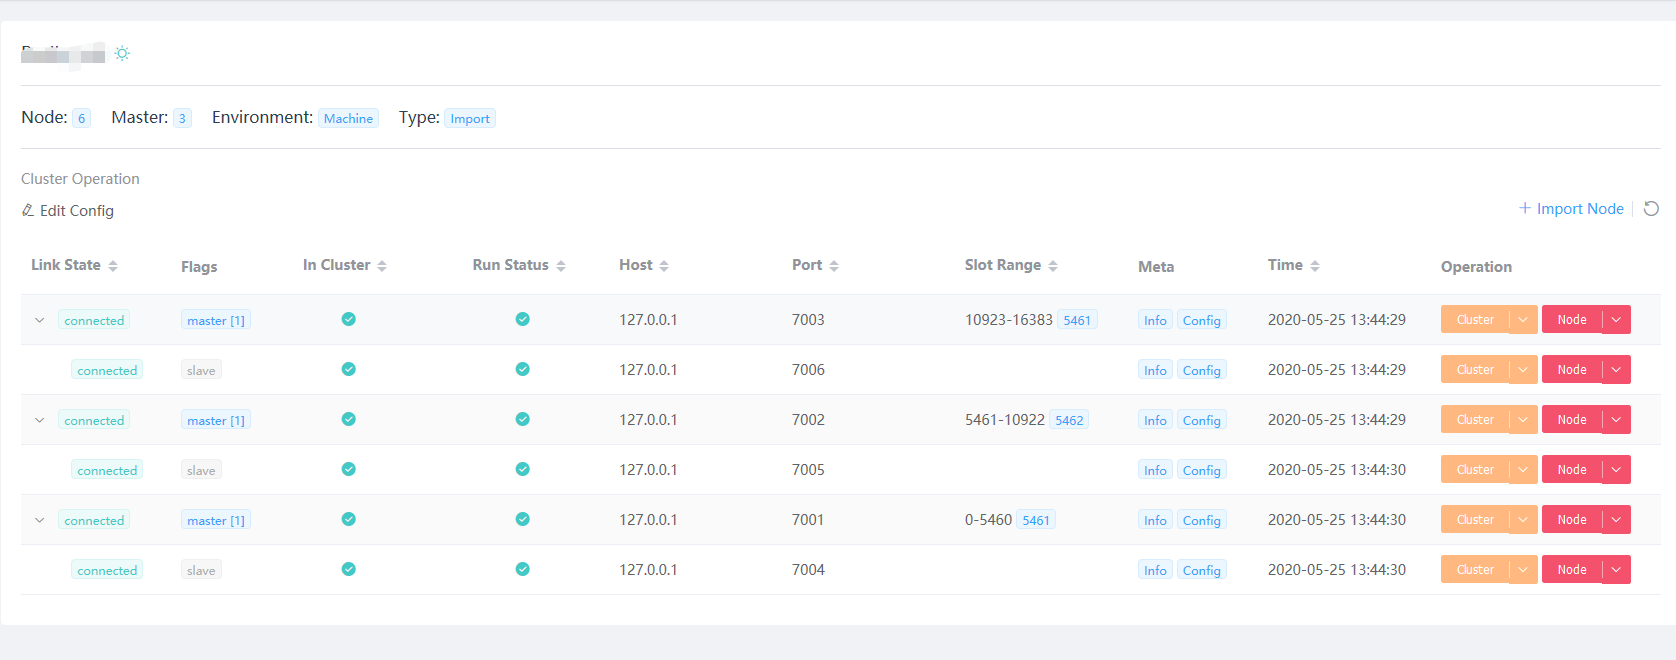 Node: 6 Master: 3 Environment: Machine Type: Import
Cluster Operation
Edit Config
+ Import Node
Link State Flags In Cluster Run Status Host Port Slot Range Meta Time Operation
connected master [1] 127.0.0.1 7003 10923-16383 5461 Info Config 2020-05-25 13:44:29 Cluster Node
connected slave 127.0.0.1 7006 Info Config 2020-05-25 13:44:29 Cluster Node
connected master [1] 127.0.0.1 7002 5461-10922 5462 Info Config 2020-05-25 13:44:29 Cluster Node
connected slave 127.0.0.1 7005 Info Config 2020-05-25 13:44:30 Cluster Node
connected master [1] 127.0.0.1 7001 0-5460 5461 Info Config 2020-05-25 13:44:30 Cluster Node
connected slave 127.0.0.1 7004 Info Config 2020-05-25 13:44:30 Cluster Node